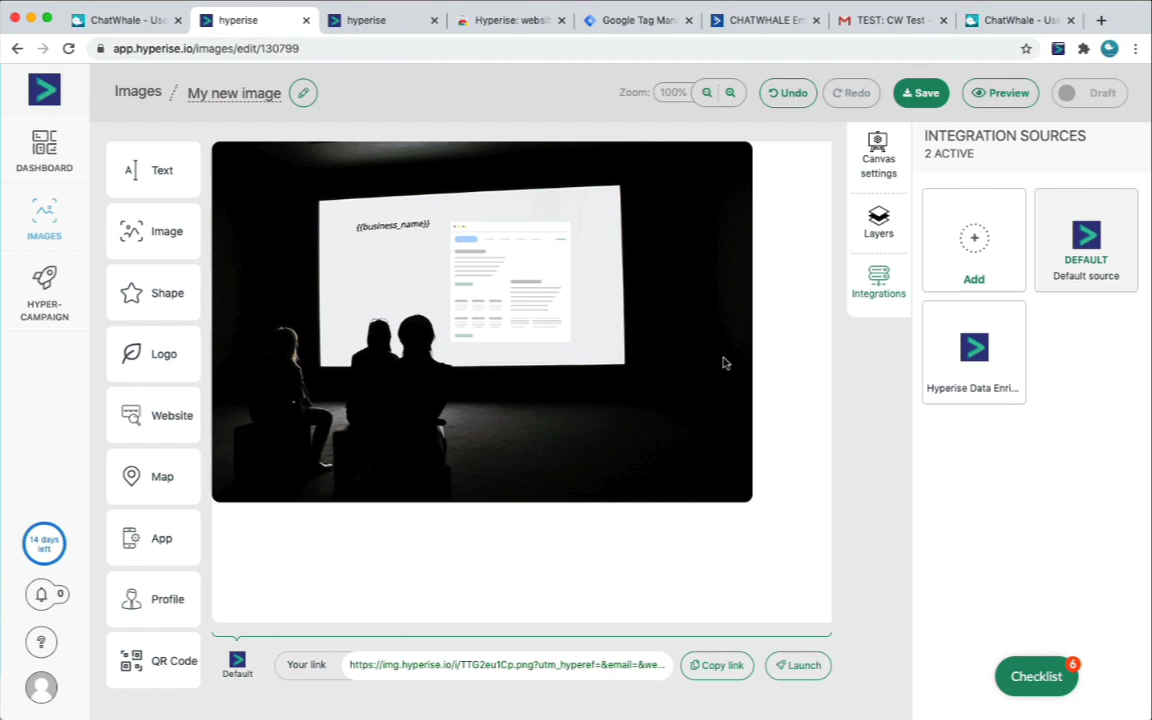 ChatWhale - Use
hyperise
hyperise
Hyperise: websit
Google Tag Man
CHATWHALE Em
TEST: CW Test -
ChatWhale - Use
app.hyperise.io/images/edit/130799
Images / My new image
Zoom: 100%
Undo
Redo
Save
Preview
Draft
DASHBOARD
IMAGES
HYPER-
CAMPAIGN
14 days
left
0
?
Text
Image
Shape
Logo
Website
Map
App
Profile
QR Code
{{business_name}}
Canvas
settings
Layers
Integrations
INTEGRATION SOURCES
2 ACTIVE
Add
DEFAULT
Default source
Hyperise Data Enri...
Default
Your link
https://img.hyperise.io/i/TTG2eu1Cp.png?utm_hyperef=&email=&we...
Copy link
Launch
Checklist
6